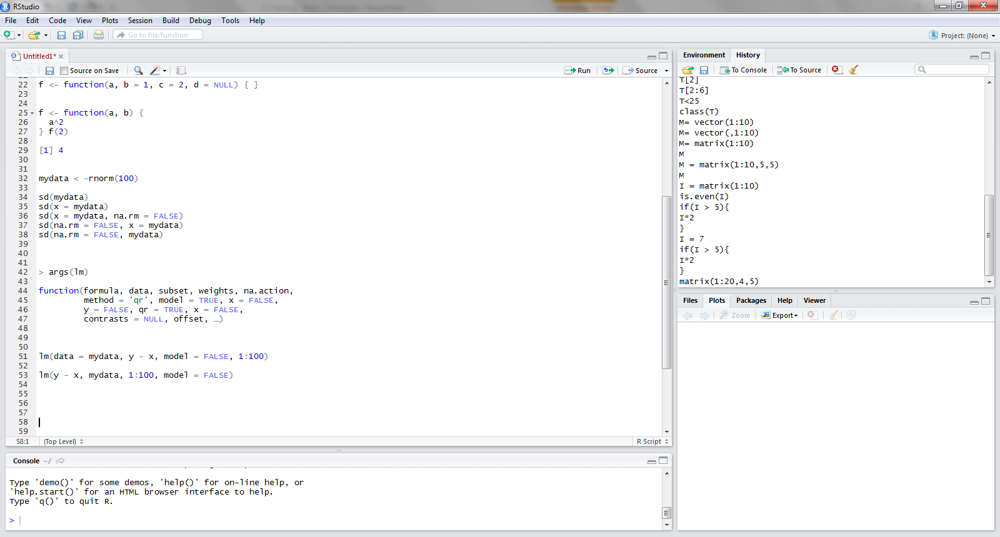 RStudio
File Edit Code View Plots Session Build Debug Tools Help
Go to file/function
Project: (None)
Untitled1*
Source on Save
Run
Source
22 f <- function(a, b = 1, c = 2, d = NULL) { }
23
24
25 f <- function(a, b) {
26 a^2
27 } f(2)
28
29 [1] 4
30
31
32 mydata < -rnorm(100)
33
34 sd(mydata)
35 sd(x = mydata)
36 sd(x = mydata, na.rm = FALSE)
37 sd(na.rm = FALSE, x = mydata)
38 sd(na.rm = FALSE, mydata)
39
40
41
42 > args(lm)
43
44 function(formula, data, subset, weights, na.action,
45 method = 'qr', model = TRUE, x = FALSE,
46 y = FALSE, qr = TRUE, x = FALSE,
47 contrasts = NULL, offset, …)
48
49
50
51 lm(data = mydata, y - x, model = FALSE, 1:100)
52
53 lm(y - x, mydata, 1:100, model = FALSE)
54
55
56
57
58
59
58:1 (Top Level) R Script
Console ~/
Type 'demo()' for some demos, 'help()' for on-line help, or
'help.start()' for an HTML browser interface to help.
Type 'q()' to quit R.
>
Environment History
To Console To Source
T[2]
T[2:6]
T<25
class(T)
M= vector(1:10)
M= vector(,1:10)
M= matrix(1:10)
M
M = matrix(1:10,5,5)
M
I = matrix(1:10)
is.even(I)
if(I > 5){
I*2
}
I = 7
if(I > 5){
I*2
}
matrix(1:20,4,5)
Files Plots Packages Help Viewer
Zoom Export